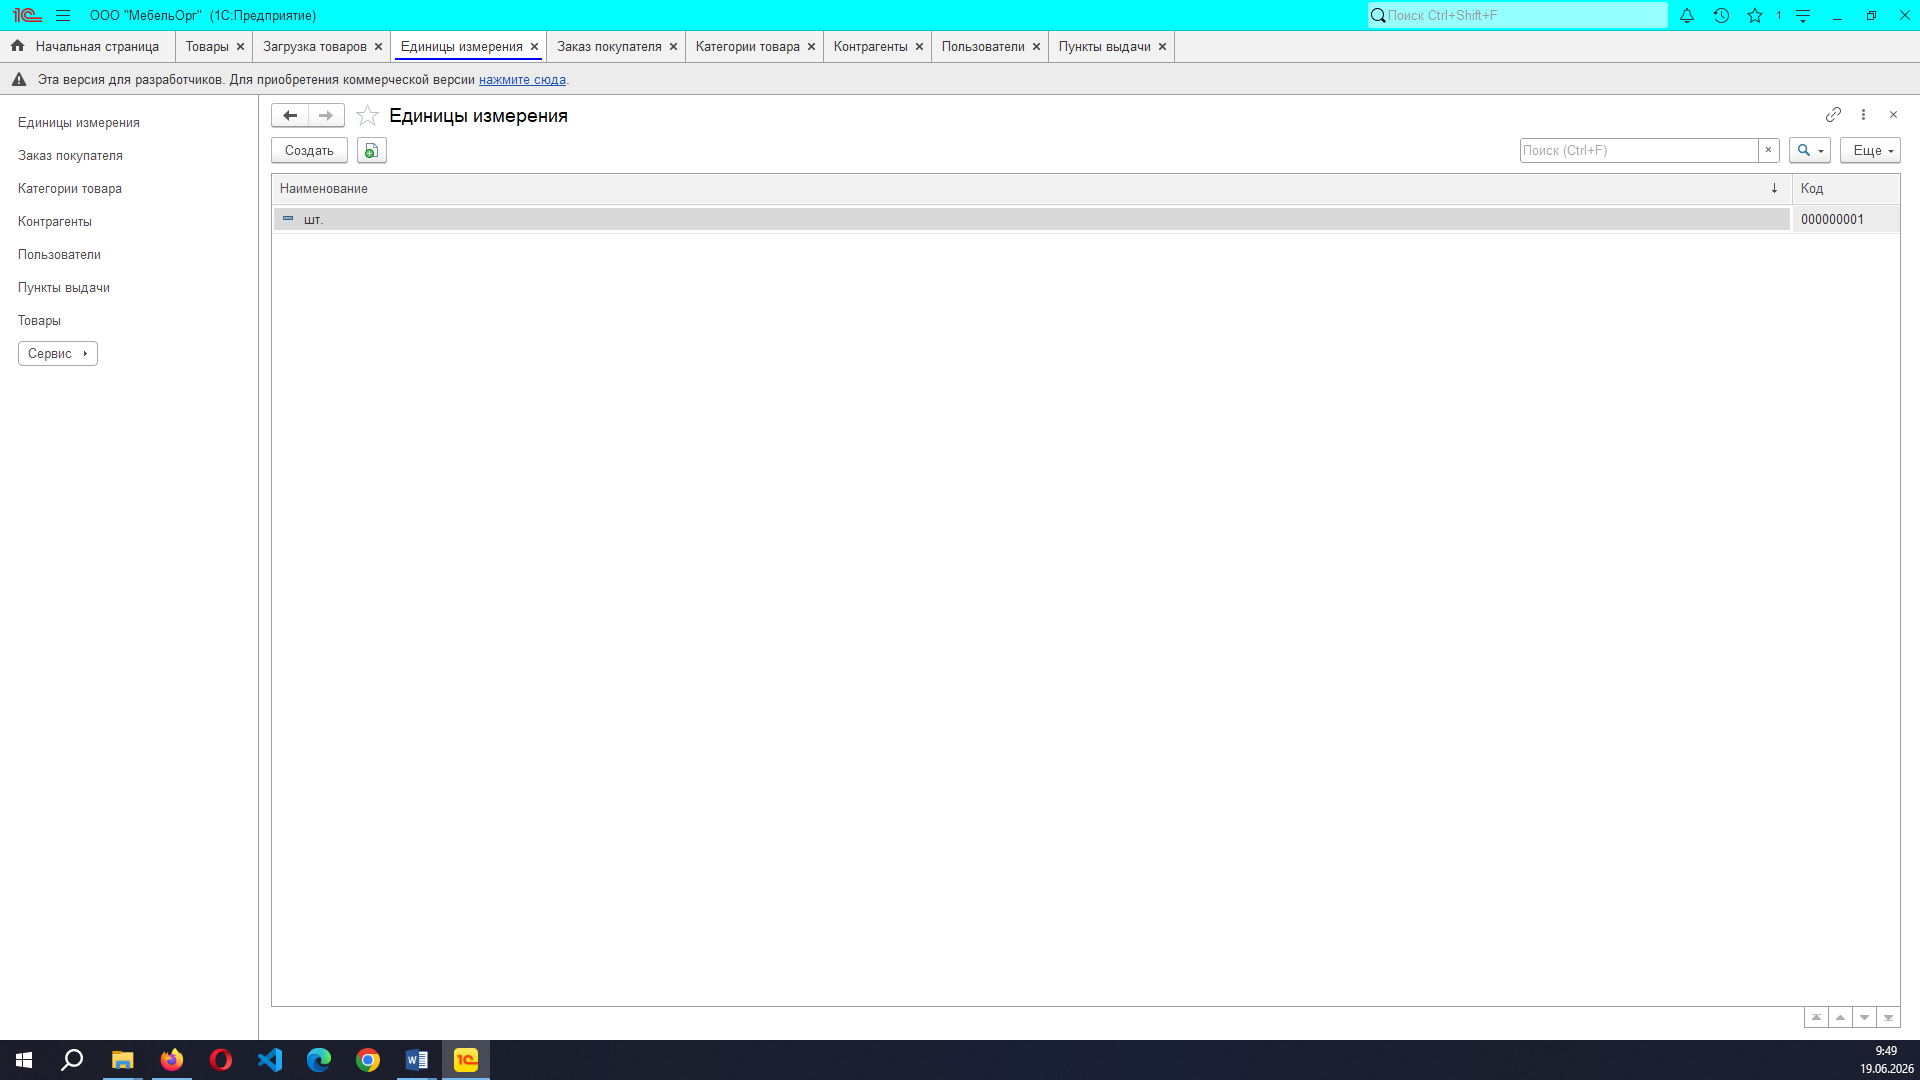 1С ООО "МебельОрг" (1С:Предприятие) Поиск Ctrl+Shift+F 1
Начальная страница Товары Загрузка товаров Единицы измерения Заказ покупателя Категории товара Контрагенты Пользователи Пункты выдачи
Эта версия для разработчиков. Для приобретения коммерческой версии нажмите сюда.
Единицы измерения
Заказ покупателя
Категории товара
Контрагенты
Пользователи
Пункты выдачи
Товары
Сервис
Единицы измерения
Создать Поиск (Ctrl+F) Еще
Наименование Код
шт. 000000001
9:49
19.06.2026